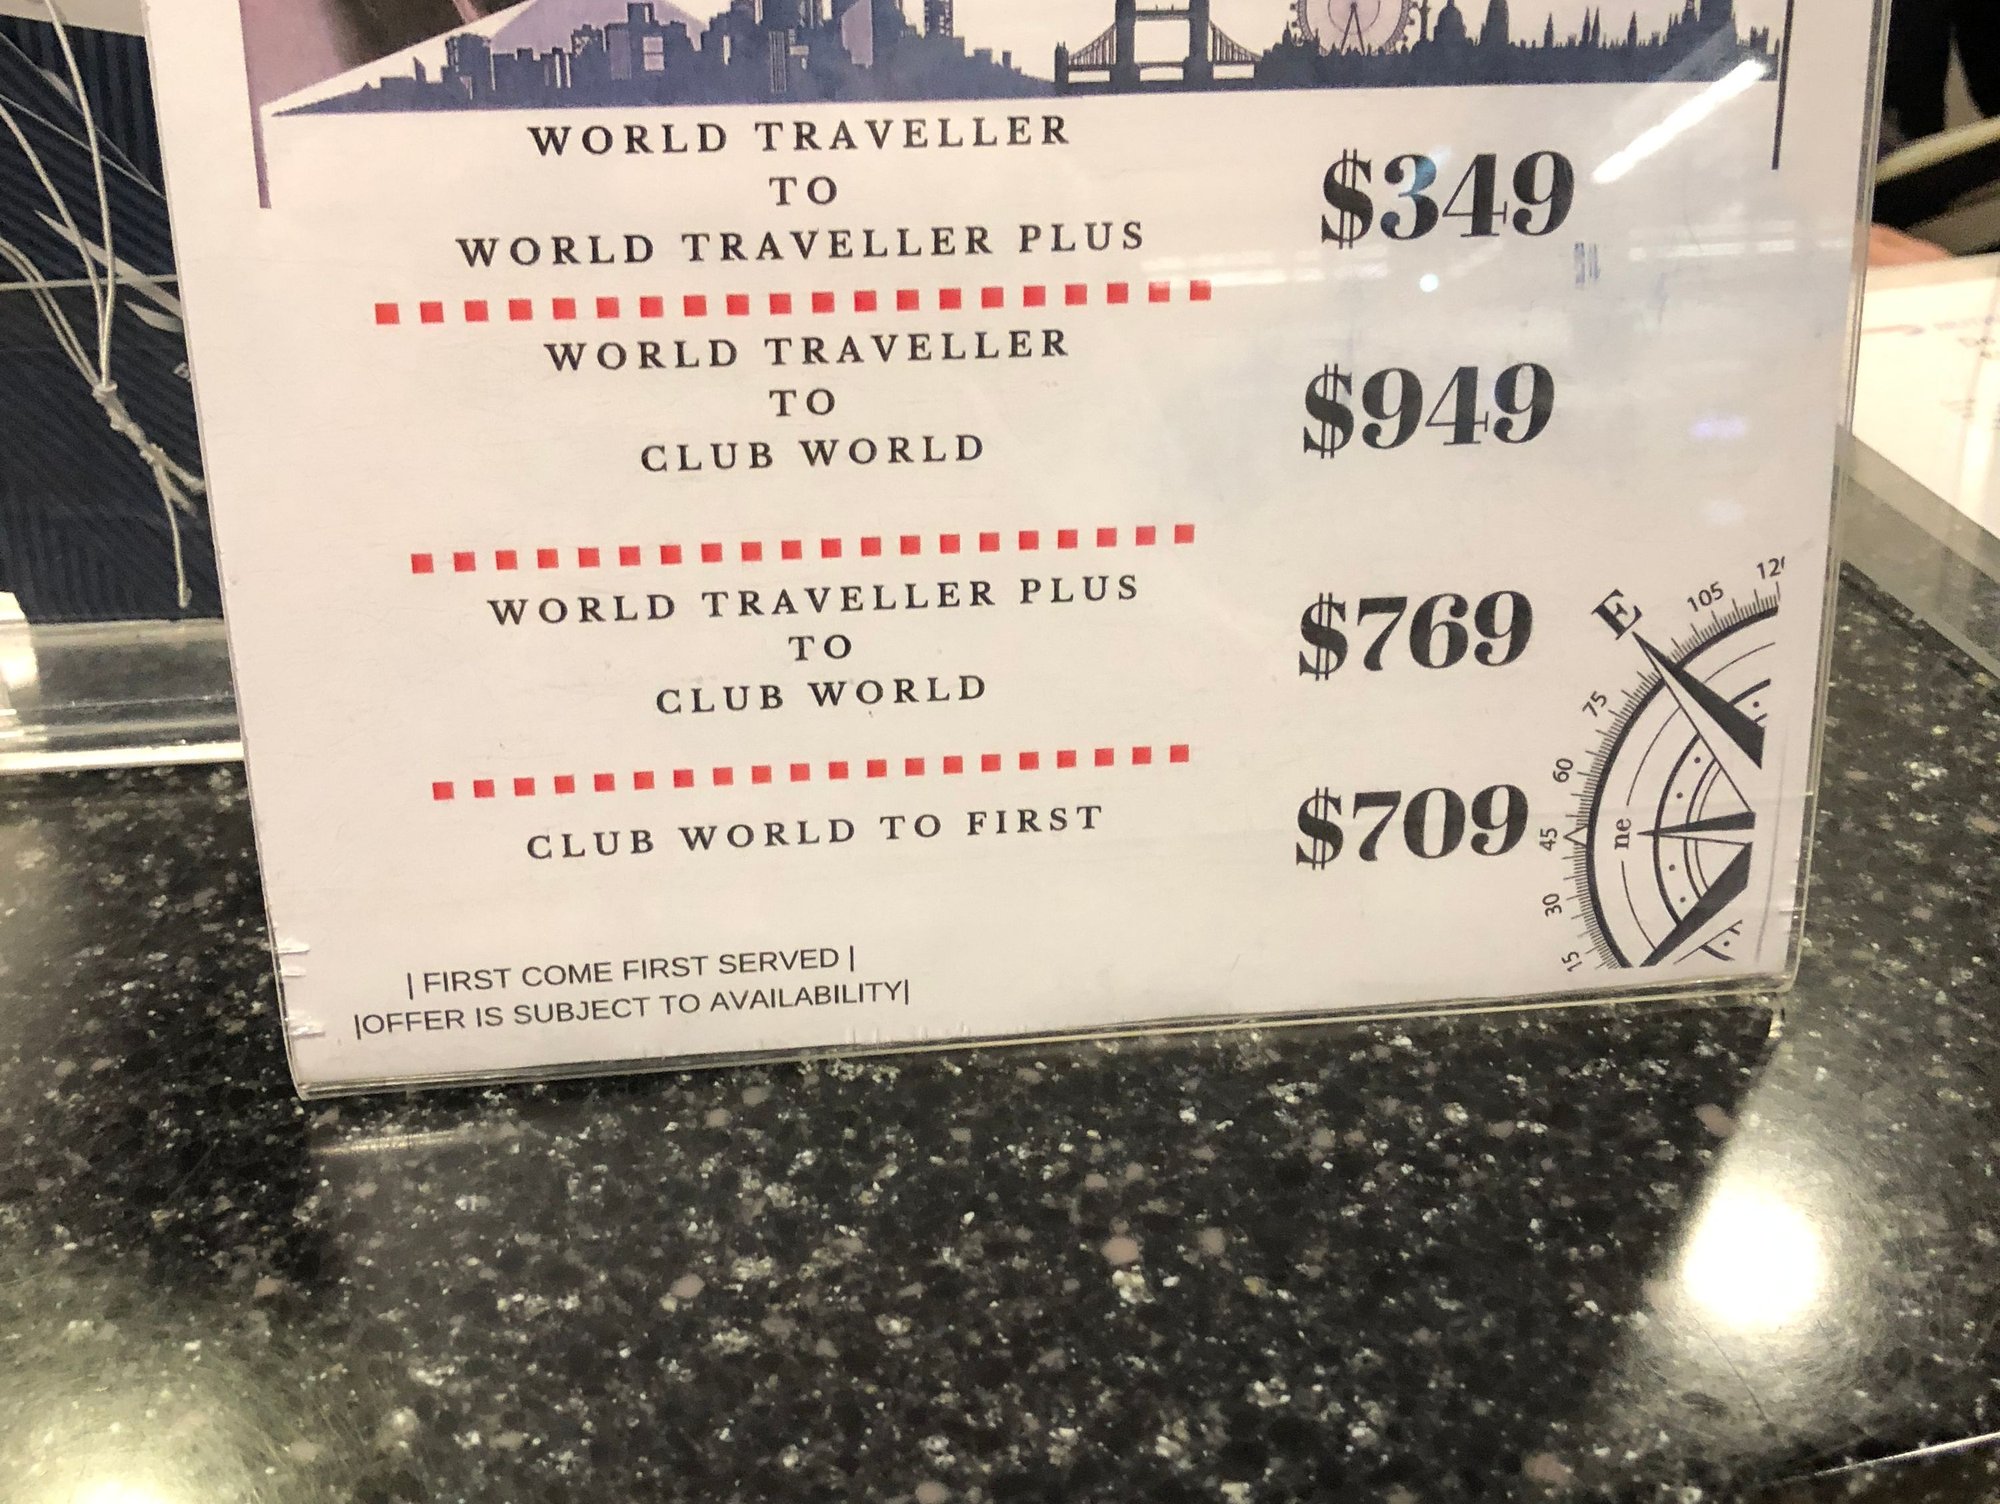 WORLD TRAVELLER
TO
WORLD TRAVELLER PLUS
$349
WORLD TRAVELLER
TO
CLUB WORLD
$949
WORLD TRAVELLER PLUS
TO
CLUB WORLD
$769
CLUB WORLD TO FIRST
$709
E
105
75
60
45
30
15
ne
| FIRST COME FIRST SERVED |
|OFFER IS SUBJECT TO AVAILABILITY|